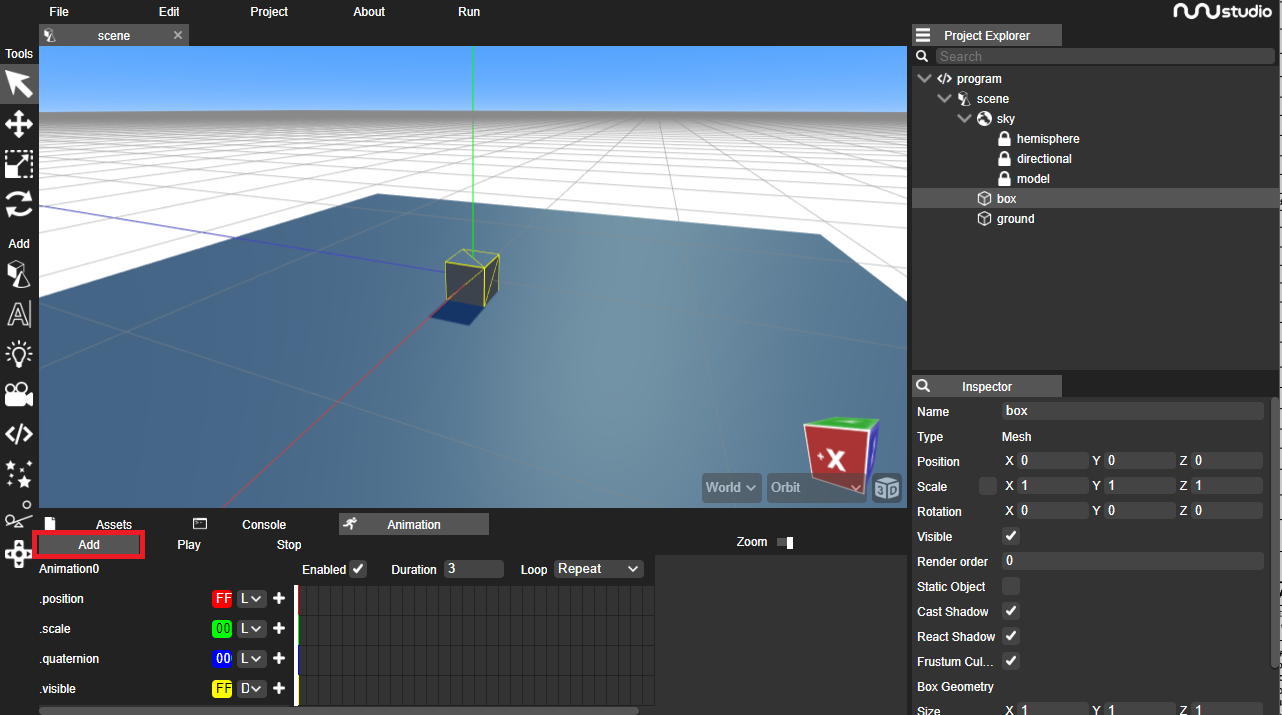 File Edit Project About Run
nunustudio
scene
Project Explorer
Tools
Search
program
scene
sky
hemisphere
directional
model
box
ground
Add
A
X
World Orbit 3D
Inspector
Name box
Type Mesh
Position X 0 Y 0 Z 0
Scale X 1 Y 1 Z 1
Rotation X 0 Y 0 Z 0
Visible
Render order 0
Static Object
Cast Shadow
React Shadow
Frustum Cul...
Box Geometry
Size X 1 Y 1 Z 1
Assets Console Animation
Add Play Stop Zoom
Animation0 Enabled Duration 3 Loop Repeat
.position FF L
.scale 00 L
.quaternion 00 L
.visible FF D